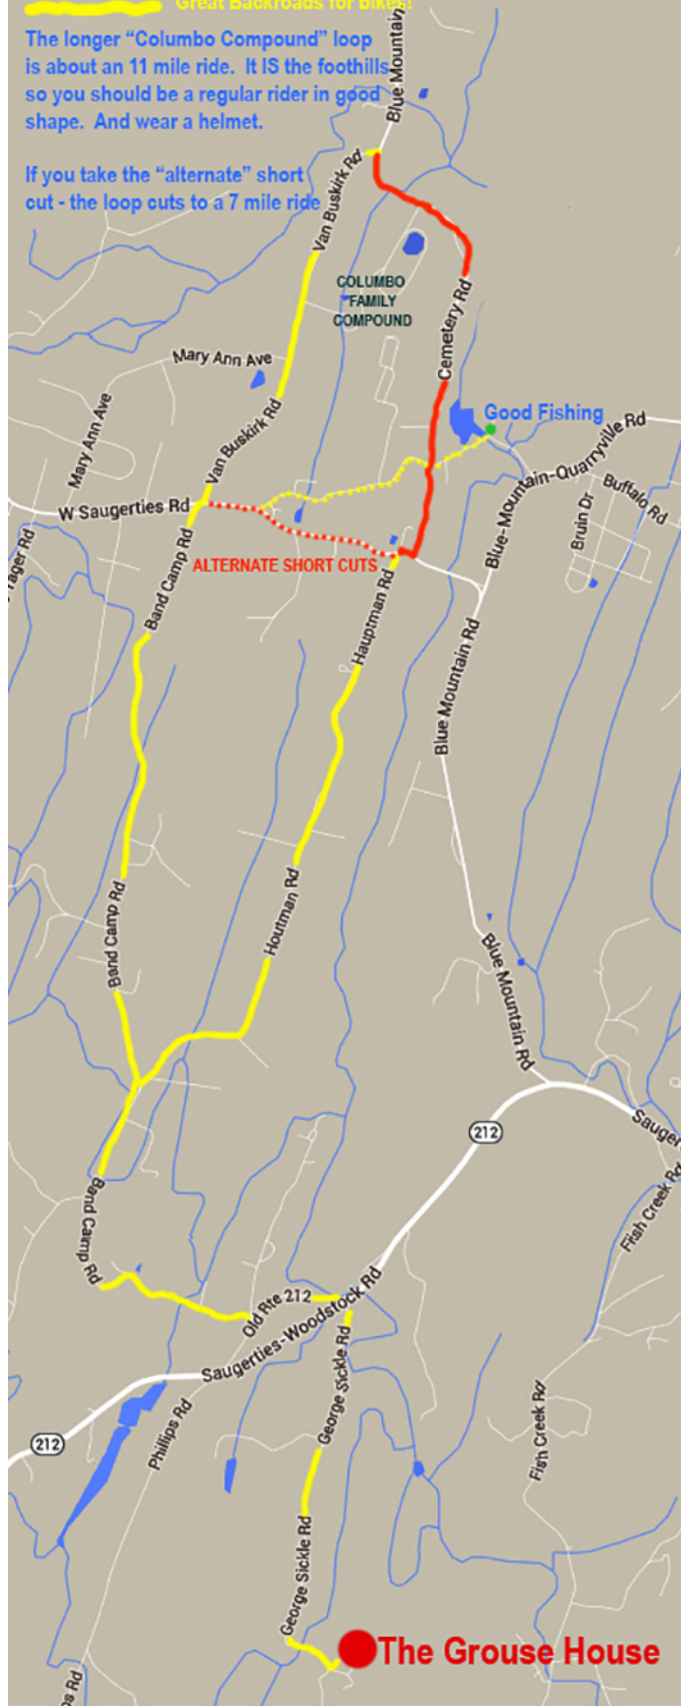 Great Backroads for bikes!
The longer “Columbo Compound” loop
is about an 11 mile ride. It IS the foothills
so you should be a regular rider in good
shape. And wear a helmet.
If you take the “alternate” short
cut - the loop cuts to a 7 mile ride
Blue Mountain
Van Buskirk Rd
COLUMBO
FAMILY
COMPOUND
Cemetery Rd
Mary Ann Ave
Mary Ann Ave
Van Buskirk Rd
Good Fishing
Blue-Mountain-Quarryville Rd
Buffalo Rd
Bruin Dr
W Saugerties Rd
Yager Rd
Band Camp Rd
ALTERNATE SHORT CUTS
Hauptman Rd
Blue Mountain Rd
Band Camp Rd
Houtman Rd
Blue Mountain Rd
212
Sauger
Fish Creek Rd
Band Camp Rd
Old Rte 212
Saugerties-Woodstock Rd
George Sickle Rd
Phillips Rd
212
Fish Creek Rd
George Sickle Rd
The Grouse House
ps Rd